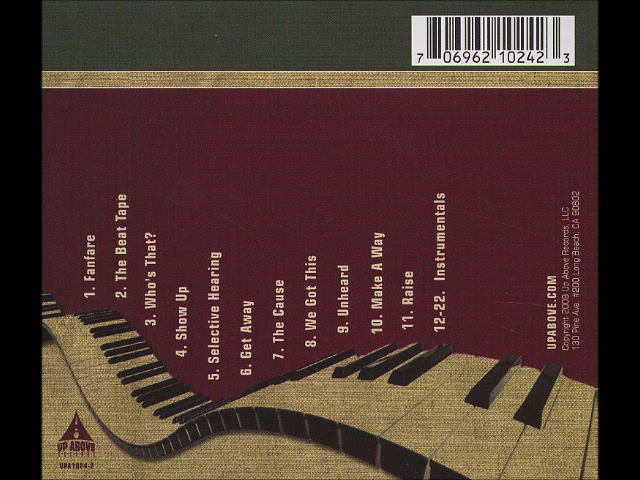 7 06962 10242 3
1. Fanfare
2. The Beat Tape
3. Who's That?
4. Show Up
5. Selective Hearing
6. Get Away
7. The Cause
8. We Got This
9. Unheard
10. Make A Way
11. Raise
12-22. Instrumentals
UPABOVE.COM
Copyright 2008 Up Above Records, LLC
130 Pine Ave. #200 Long Beach, CA 90802
UP ABOVE
RECORDS
UPA1024-2